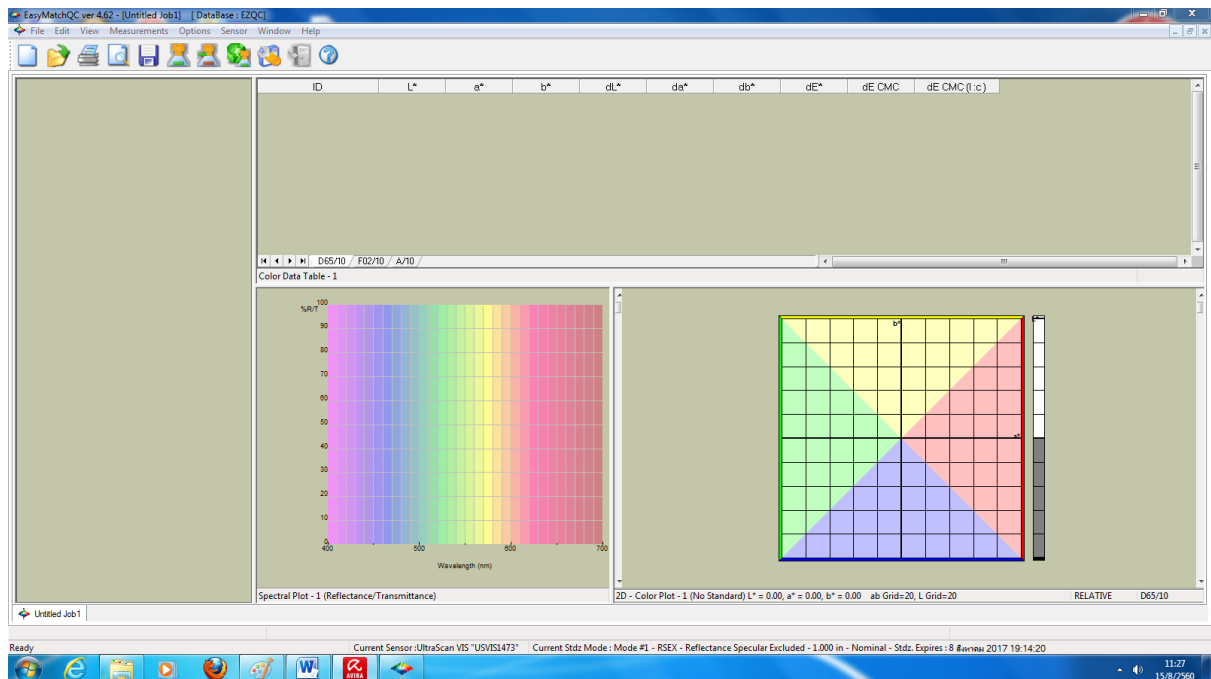 EasyMatchQC ver 4.62 - [Untitled Job1] [ DataBase : EZQC]
File Edit View Measurements Options Sensor Window Help
ID L* a* b* dL* da* db* dE* dE CMC dE CMC (l :c )
D65/10 F02/10 A/10
Color Data Table - 1
%R/T
100
90
80
70
60
50
40
30
20
10
0
400 500 600 700
Wavelength (nm)
Spectral Plot - 1 (Reflectance/Transmittance)
b*
a*
2D - Color Plot - 1 (No Standard) L* = 0.00, a* = 0.00, b* = 0.00 ab Grid=20, L Grid=20 RELATIVE D65/10
Untitled Job1
Ready Current Sensor :UltraScan VIS "USVIS1473" Current Stdz Mode : Mode #1 - RSEX - Reflectance Specular Excluded - 1.000 in - Nominal - Stdz. Expires : 8 สิงหาคม 2017 19:14:20
AVIRA
11:27
15/8/2560